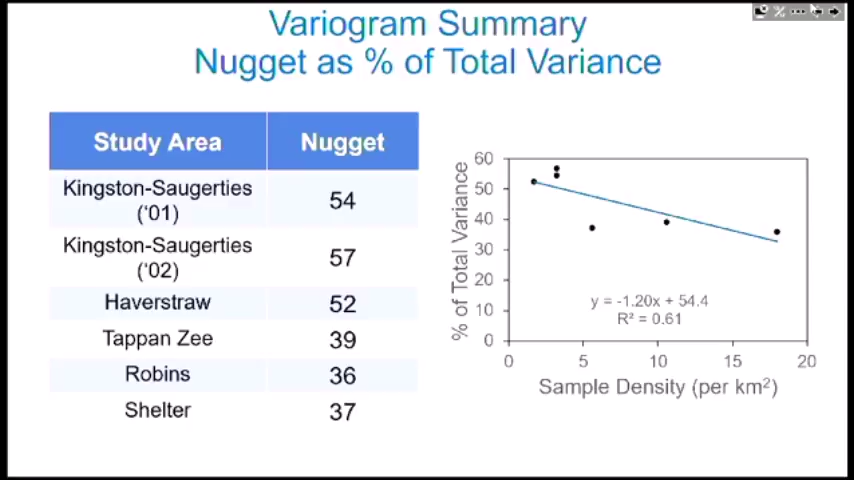 Variogram Summary
Nugget as % of Total Variance
Study Area
Nugget
Kingston-Saugerties
(‘01)
54
Kingston-Saugerties
(‘02)
57
Haverstraw
52
Tappan Zee
39
Robins
36
Shelter
37
% of Total Variance
60
50
40
30
20
10
0
y = -1.20x + 54.4
R² = 0.61
0 5 10 15 20
Sample Density (per km²)